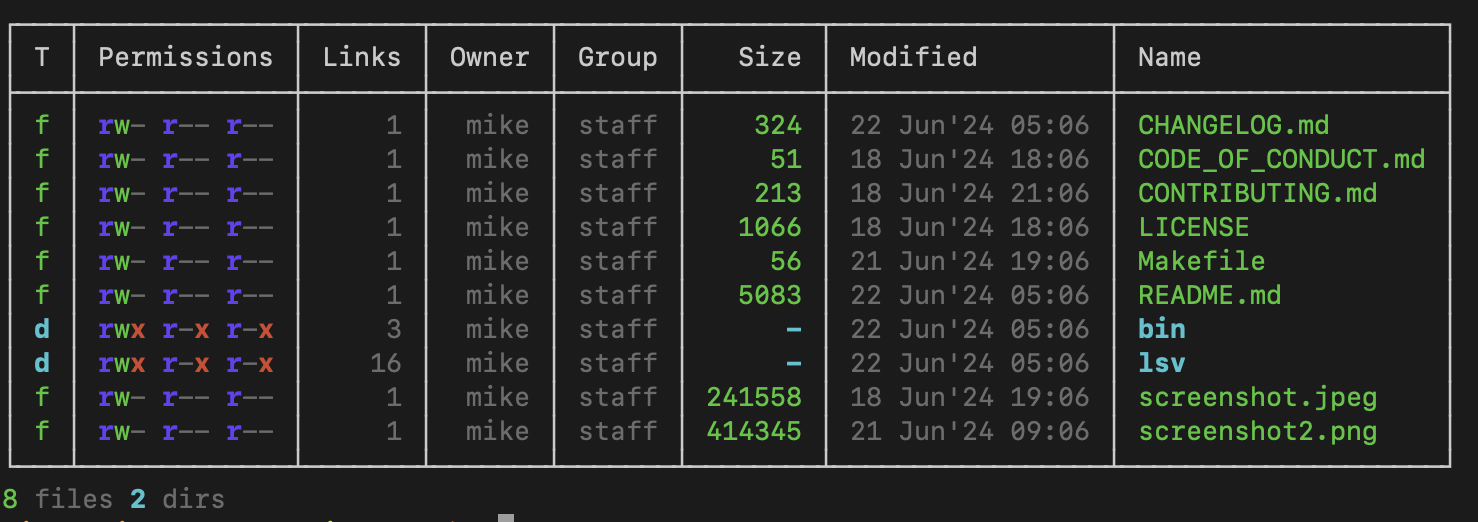 T Permissions Links Owner Group Size Modified Name
f rw- r-- r-- 1 mike staff 324 22 Jun'24 05:06 CHANGELOG.md
f rw- r-- r-- 1 mike staff 51 18 Jun'24 18:06 CODE_OF_CONDUCT.md
f rw- r-- r-- 1 mike staff 213 18 Jun'24 21:06 CONTRIBUTING.md
f rw- r-- r-- 1 mike staff 1066 18 Jun'24 18:06 LICENSE
f rw- r-- r-- 1 mike staff 56 21 Jun'24 19:06 Makefile
f rw- r-- r-- 1 mike staff 5083 22 Jun'24 05:06 README.md
d rwx r-x r-x 3 mike staff - 22 Jun'24 05:06 bin
d rwx r-x r-x 16 mike staff - 22 Jun'24 05:06 lsv
f rw- r-- r-- 1 mike staff 241558 18 Jun'24 19:06 screenshot.jpeg
f rw- r-- r-- 1 mike staff 414345 21 Jun'24 09:06 screenshot2.png
8 files 2 dirs